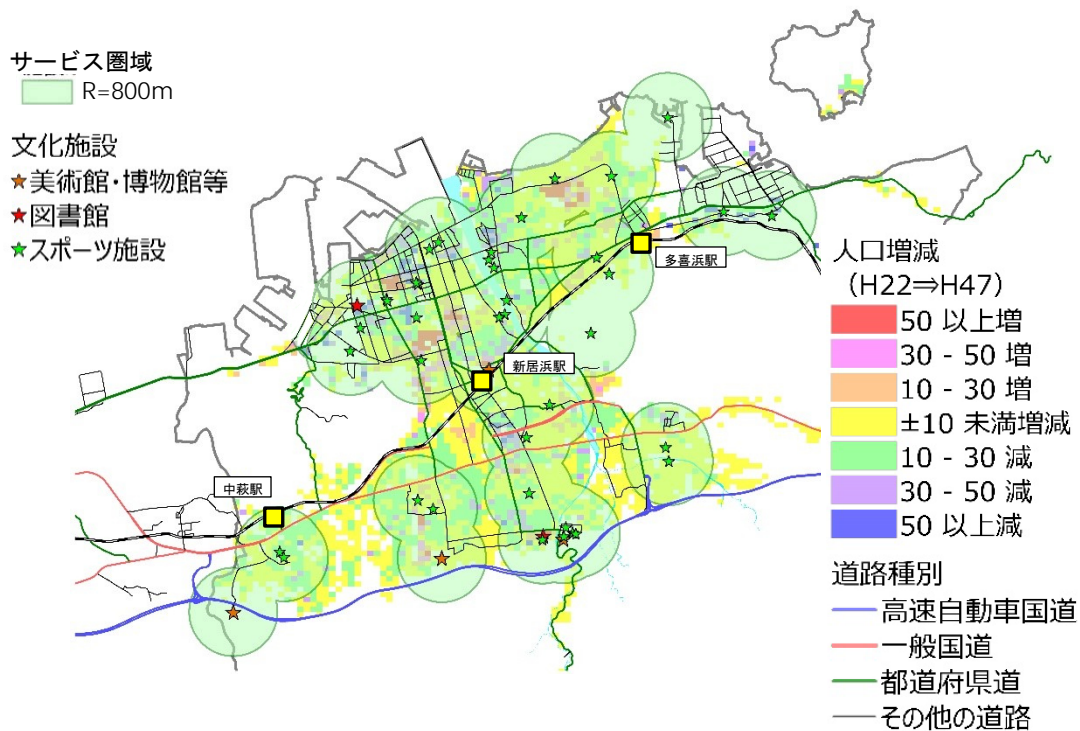 サービス圏域
R=800m
文化施設
美術館・博物館等
図書館
スポーツ施設
多喜浜駅
新居浜駅
中萩駅
人口増減
（H22⇒H47）
50 以上増
30 - 50 増
10 - 30 増
±10 未満増減
10 - 30 減
30 - 50 減
50 以上減
道路種別
高速自動車国道
一般国道
都道府県道
その他の道路